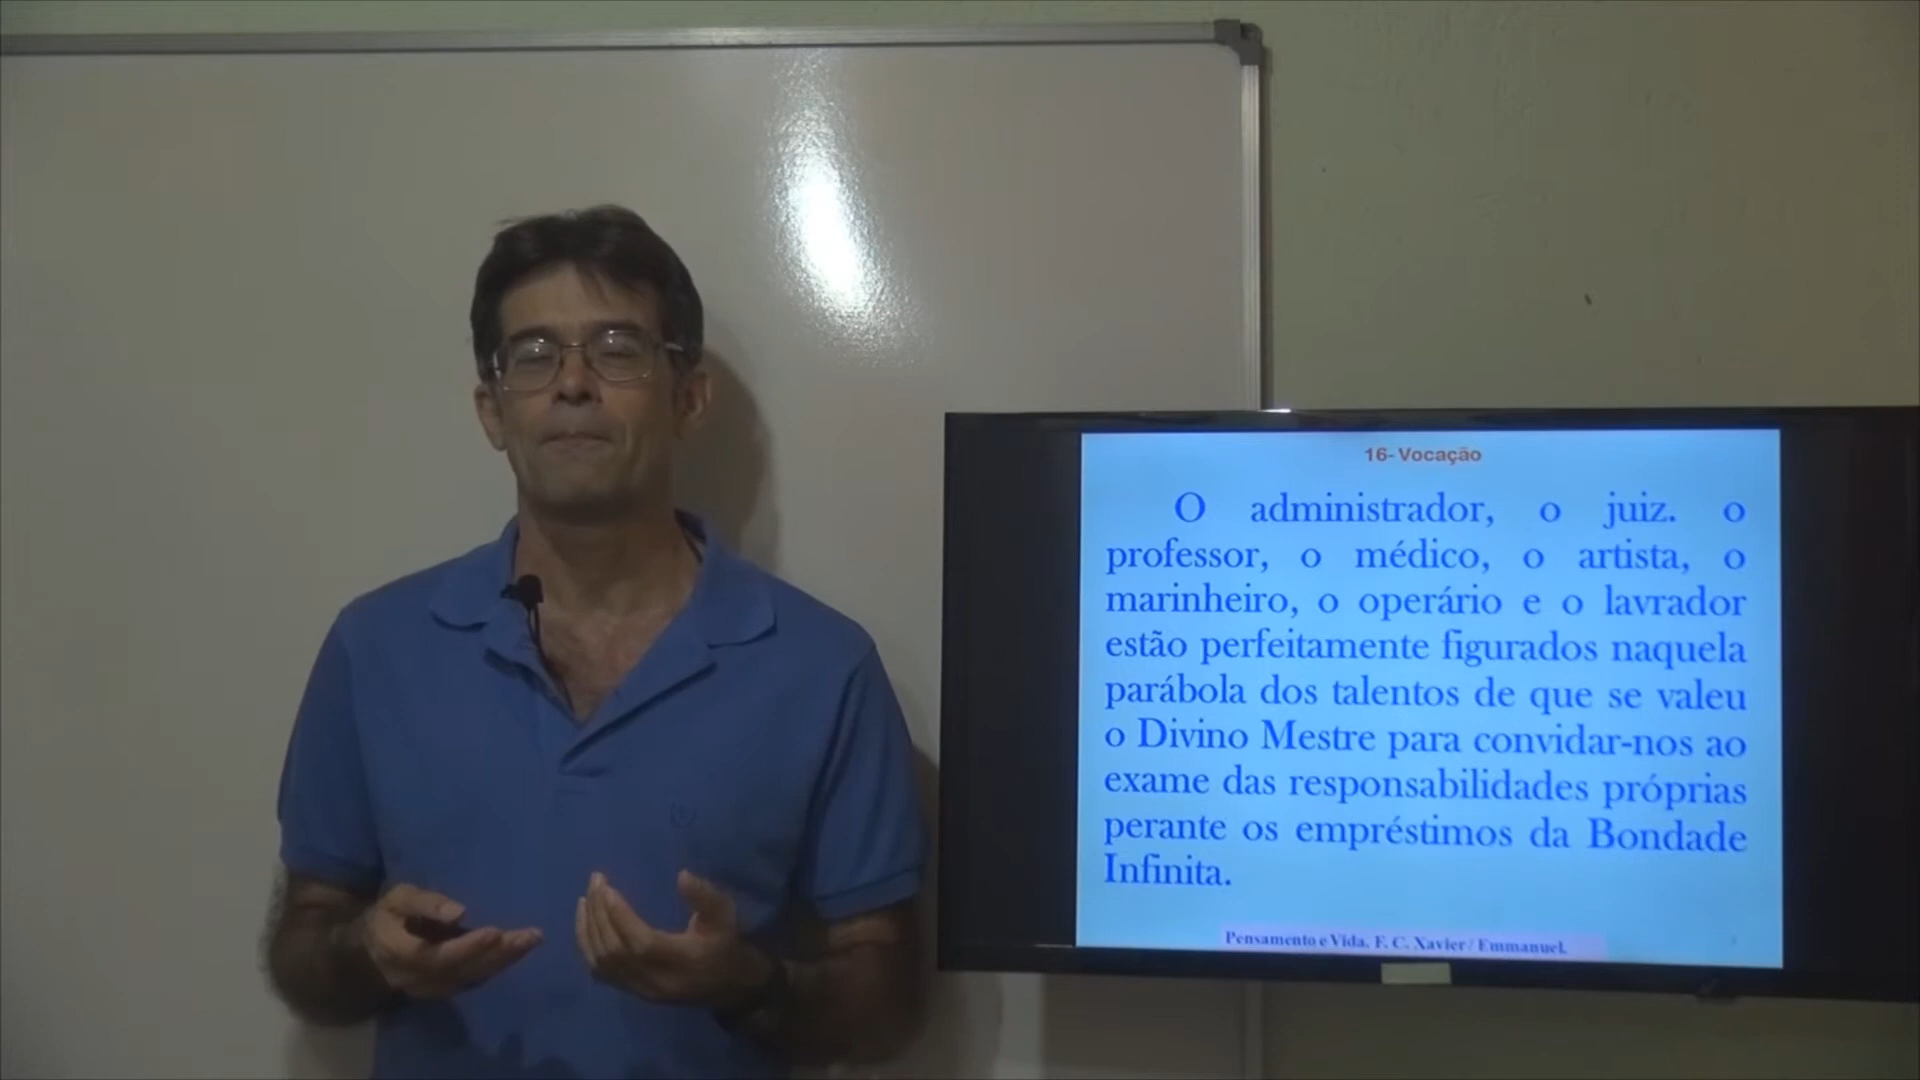 16- Vocação
O administrador, o juiz. o
professor, o médico, o artista, o
marinheiro, o operário e o lavrador
estão perfeitamente figurados naquela
parábola dos talentos de que se valeu
o Divino Mestre para convidar-nos ao
exame das responsabilidades próprias
perante os empréstimos da Bondade
Infinita.
Pensamento e Vida. F. C. Xavier / Emmanuel.